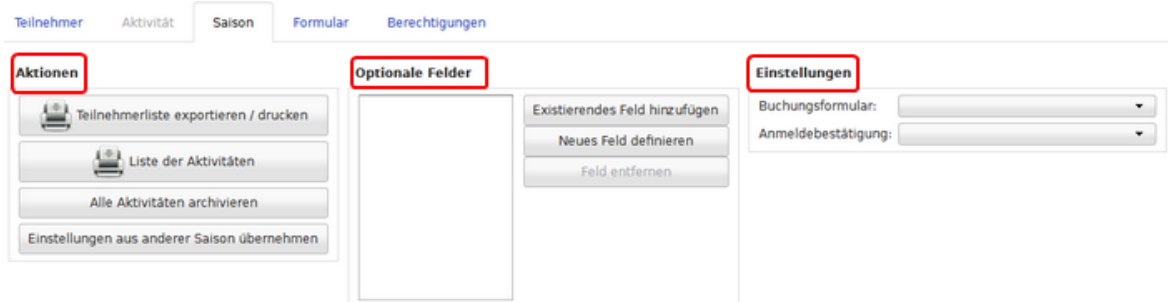 Teilnehmer Aktivität Saison Formular Berechtigungen
Aktionen
Teilnehmerliste exportieren / drucken
Liste der Aktivitäten
Alle Aktivitäten archivieren
Einstellungen aus anderer Saison übernehmen
Optionale Felder
Existierendes Feld hinzufügen
Neues Feld definieren
Feld entfernen
Einstellungen
Buchungsformular:
Anmeldebestätigung: